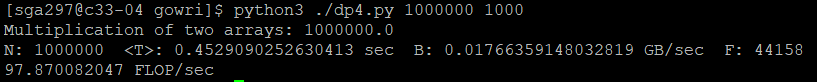 [sga297@c33-04 gowri]$ python3 ./dp4.py 1000000 1000
Multiplication of two arrays: 1000000.0
N: 1000000  <T>: 0.4529090252630413 sec  B: 0.01766359148032819 GB/sec  F: 44158
97.870082047 FLOP/sec